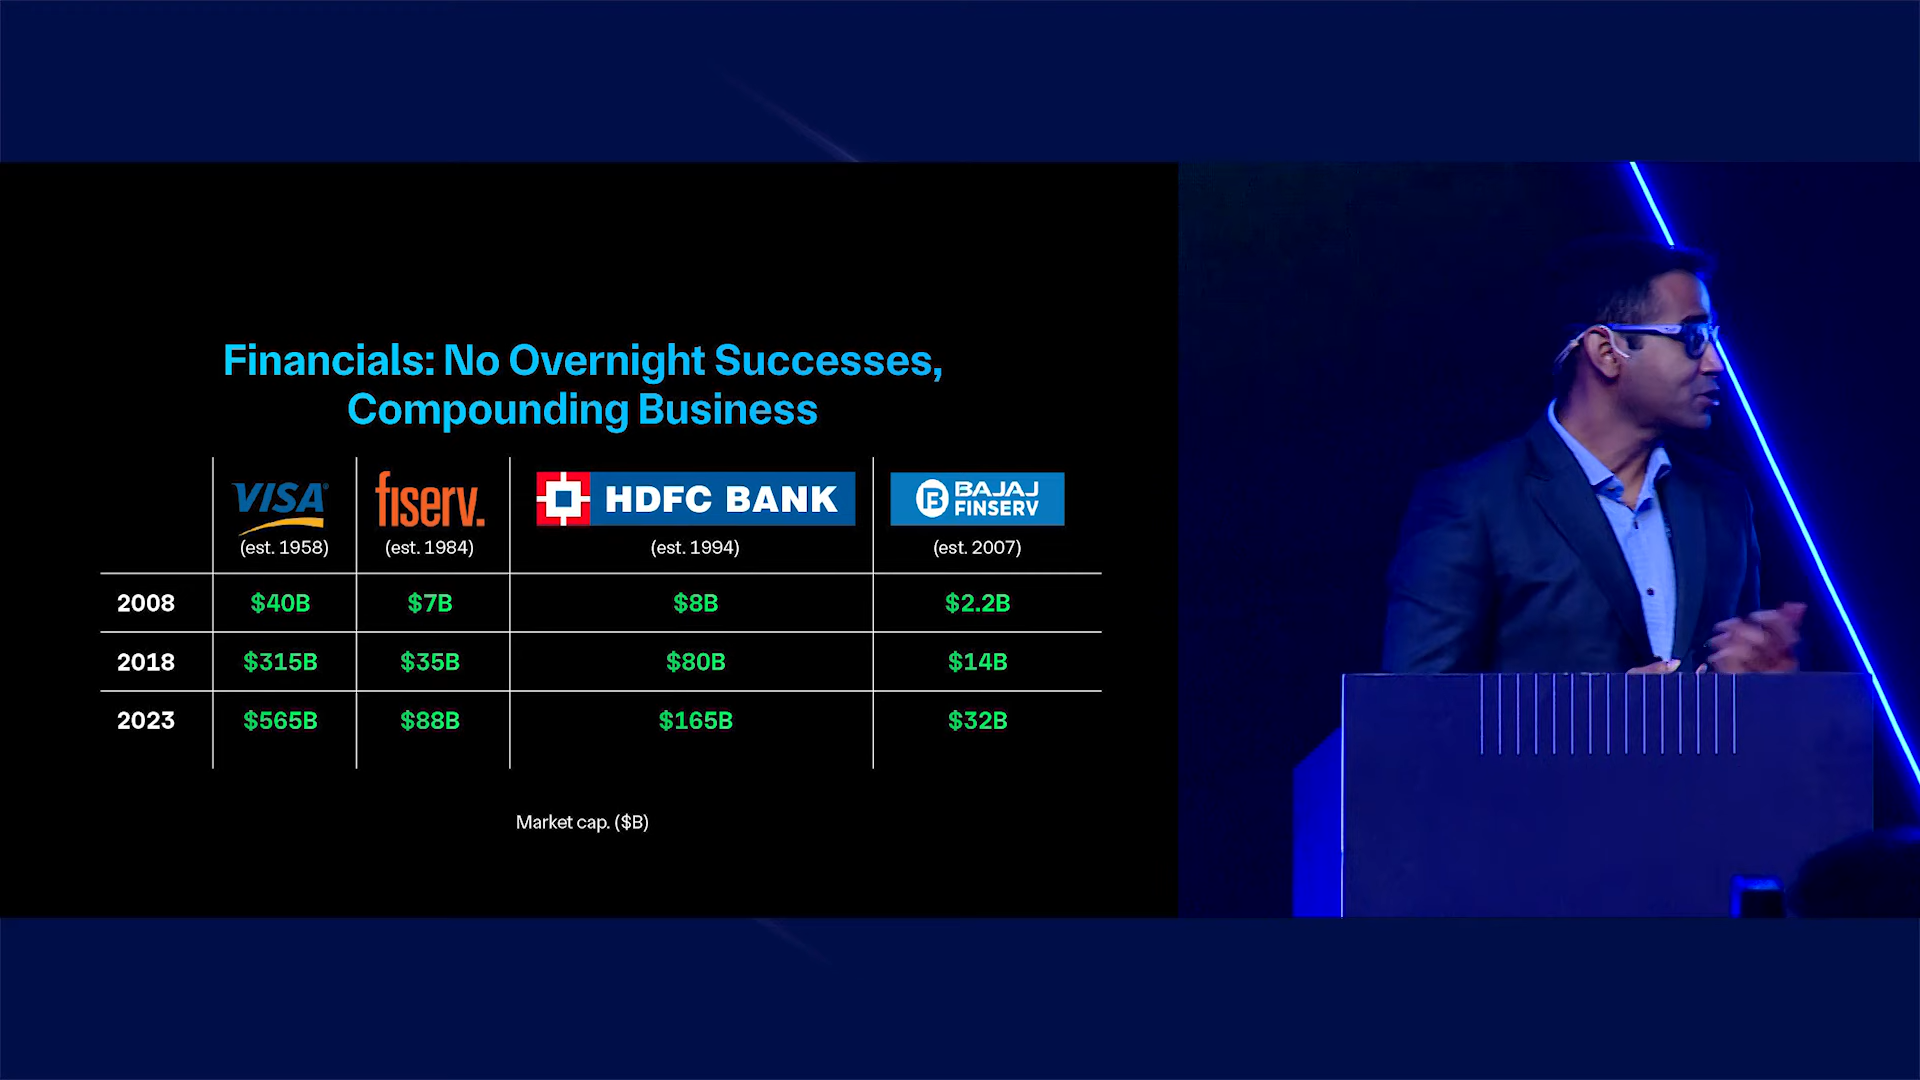 Financials: No Overnight Successes,
Compounding Business
VISA fiserv. HDFC BANK BAJAJ FINSERV
(est. 1958) (est. 1984) (est. 1994) (est. 2007)
2008 $40B $7B $8B $2.2B
2018 $315B $35B $80B $14B
2023 $565B $88B $165B $32B
Market cap. ($B)